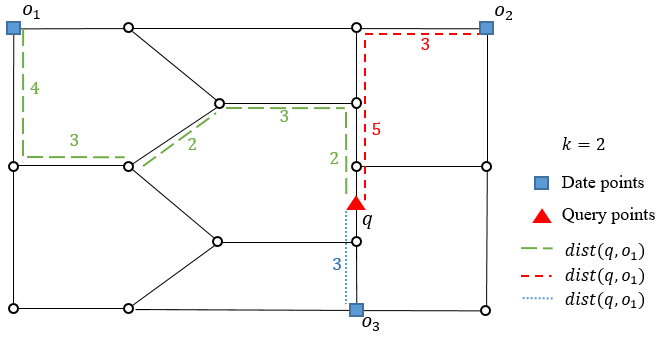 o1
o2
3
4
5
3
3
2
2
k = 2
Date points
q
Query points
dist(q, o1)
3
dist(q, o1)
dist(q, o1)
o3